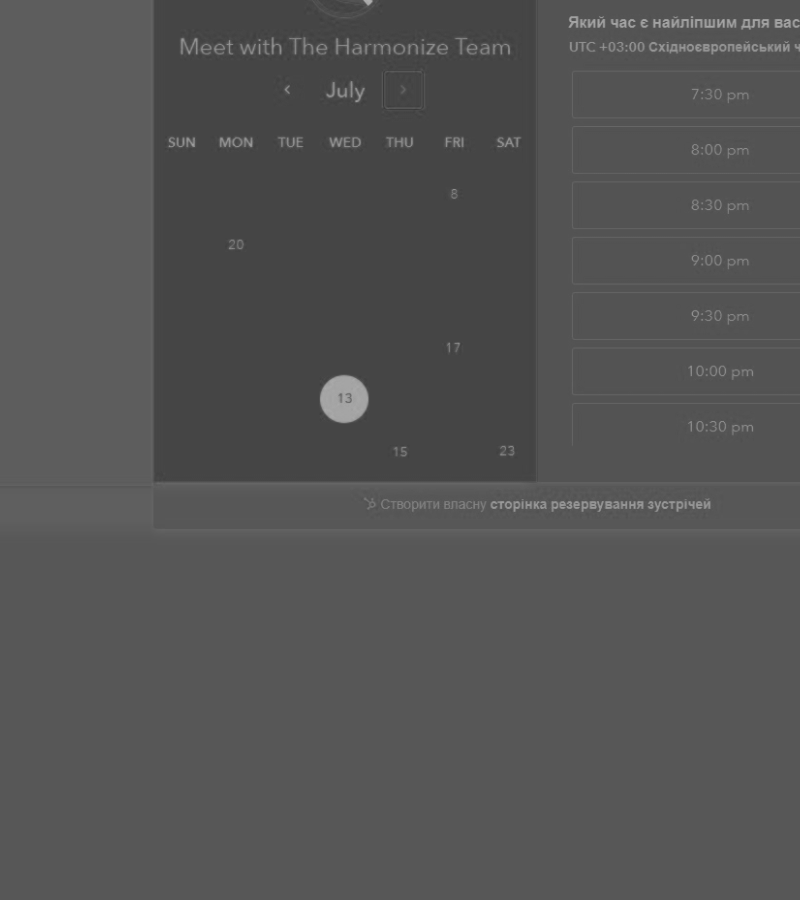 Meet with The Harmonize Team
‹ July ›
SUN MON TUE WED THU FRI SAT
8
20
17
13
15 23
Який час є найліпшим для вас
UTC +03:00 Східноєвропейський ч
7:30 pm
8:00 pm
8:30 pm
9:00 pm
9:30 pm
10:00 pm
10:30 pm
Створити власну сторінка резервування зустрічей